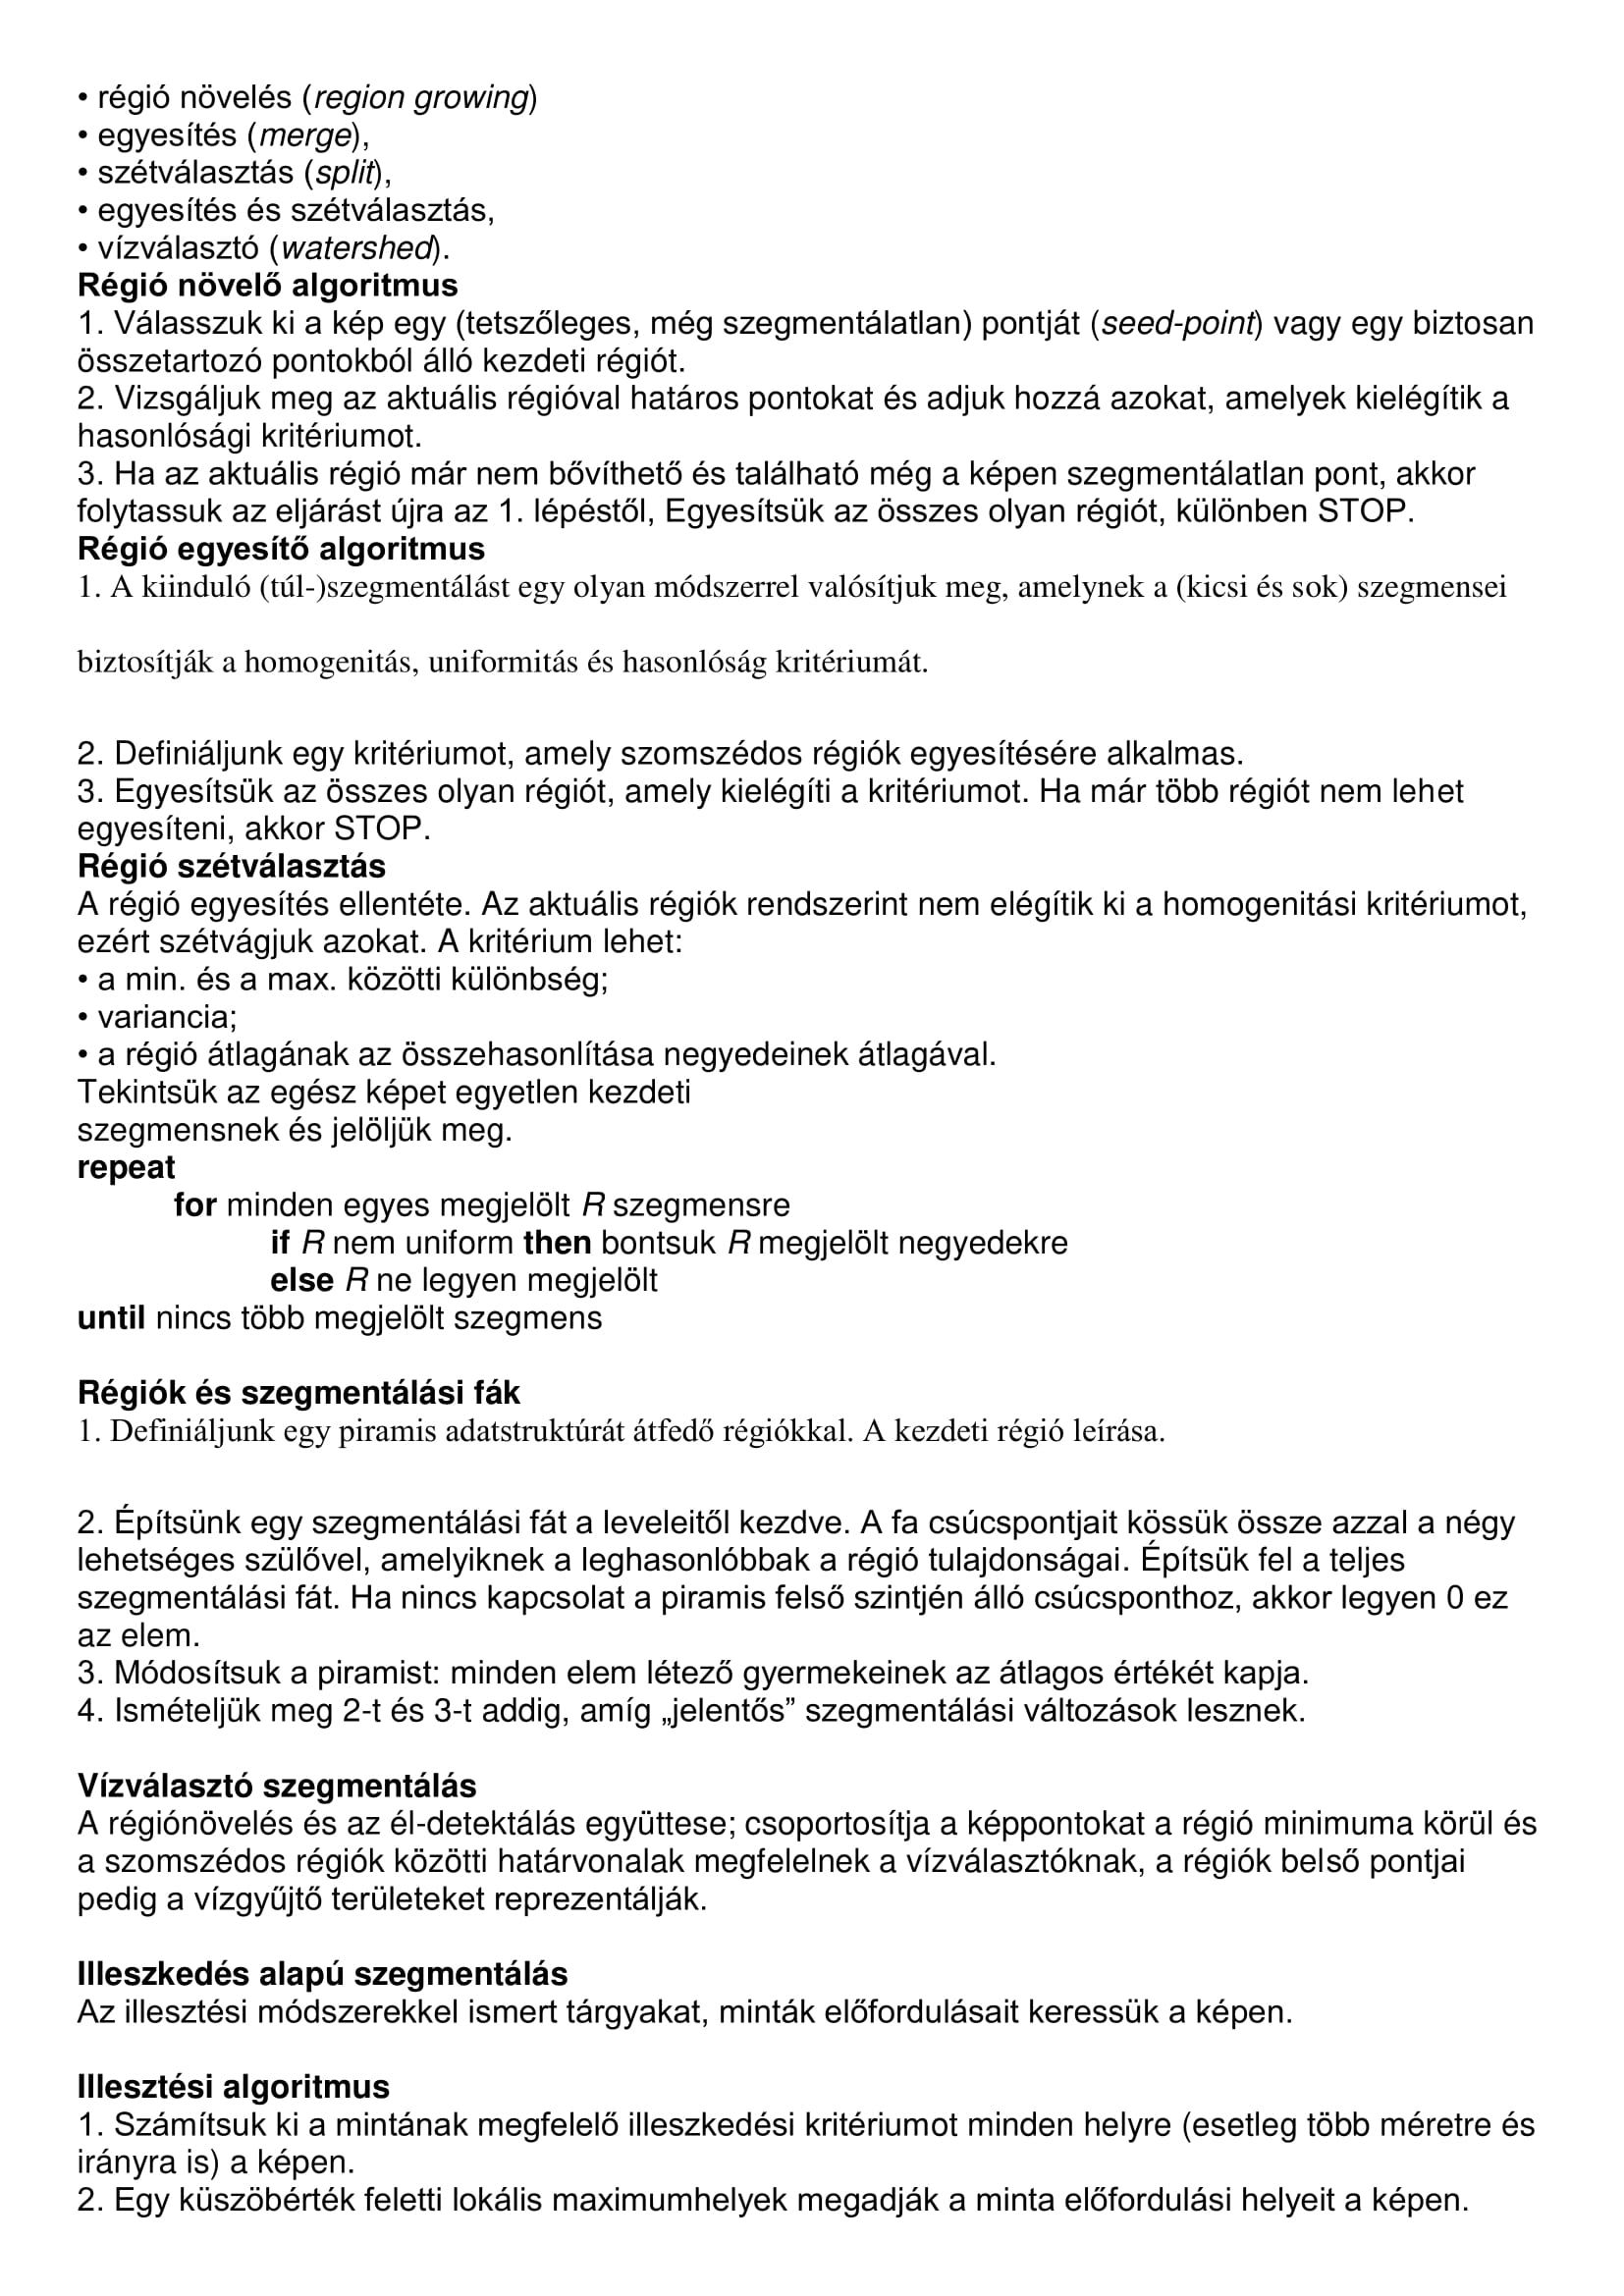 • régió növelés (region growing)
• egyesítés (merge),
• szétválasztás (split),
• egyesítés és szétválasztás,
• vízválasztó (watershed).
Régió növelő algoritmus
1. Válasszuk ki a kép egy (tetszőleges, még szegmentálatlan) pontját (seed-point) vagy egy biztosan
összetartozó pontokból álló kezdeti régiót.
2. Vizsgáljuk meg az aktuális régióval határos pontokat és adjuk hozzá azokat, amelyek kielégítik a
hasonlósági kritériumot.
3. Ha az aktuális régió már nem bővíthető és található még a képen szegmentálatlan pont, akkor
folytassuk az eljárást újra az 1. lépéstől, Egyesítsük az összes olyan régiót, különben STOP.
Régió egyesítő algoritmus
1. A kiinduló (túl-)szegmentálást egy olyan módszerrel valósítjuk meg, amelynek a (kicsi és sok) szegmensei
biztosítják a homogenitás, uniformitás és hasonlóság kritériumát.
2. Definiáljunk egy kritériumot, amely szomszédos régiók egyesítésére alkalmas.
3. Egyesítsük az összes olyan régiót, amely kielégíti a kritériumot. Ha már több régiót nem lehet
egyesíteni, akkor STOP.
Régió szétválasztás
A régió egyesítés ellentéte. Az aktuális régiók rendszerint nem elégítik ki a homogenitási kritériumot,
ezért szétvágjuk azokat. A kritérium lehet:
• a min. és a max. közötti különbség;
• variancia;
• a régió átlagának az összehasonlítása negyedeinek átlagával.
Tekintsük az egész képet egyetlen kezdeti
szegmensnek és jelöljük meg.
repeat
for minden egyes megjelölt R szegmensre
if R nem uniform then bontsuk R megjelölt negyedekre
else R ne legyen megjelölt
until nincs több megjelölt szegmens
Régiók és szegmentálási fák
1. Definiáljunk egy piramis adatstruktúrát átfedő régiókkal. A kezdeti régió leírása.
2. Építsünk egy szegmentálási fát a leveleitől kezdve. A fa csúcspontjait kössük össze azzal a négy
lehetséges szülővel, amelyiknek a leghasonlóbbak a régió tulajdonságai. Építsük fel a teljes
szegmentálási fát. Ha nincs kapcsolat a piramis felső szintjén álló csúcsponthoz, akkor legyen 0 ez
az elem.
3. Módosítsuk a piramist: minden elem létező gyermekeinek az átlagos értékét kapja.
4. Ismételjük meg 2-t és 3-t addig, amíg „jelentős” szegmentálási változások lesznek.
Vízválasztó szegmentálás
A régiónövelés és az él-detektálás együttese; csoportosítja a képpontokat a régió minimuma körül és
a szomszédos régiók közötti határvonalak megfelelnek a vízválasztóknak, a régiók belső pontjai
pedig a vízgyűjtő területeket reprezentálják.
Illeszkedés alapú szegmentálás
Az illesztési módszerekkel ismert tárgyakat, minták előfordulásait keressük a képen.
Illesztési algoritmus
1. Számítsuk ki a mintának megfelelő illeszkedési kritériumot minden helyre (esetleg több méretre és
irányra is) a képen.
2. Egy küszöbérték feletti lokális maximumhelyek megadják a minta előfordulási helyeit a képen.